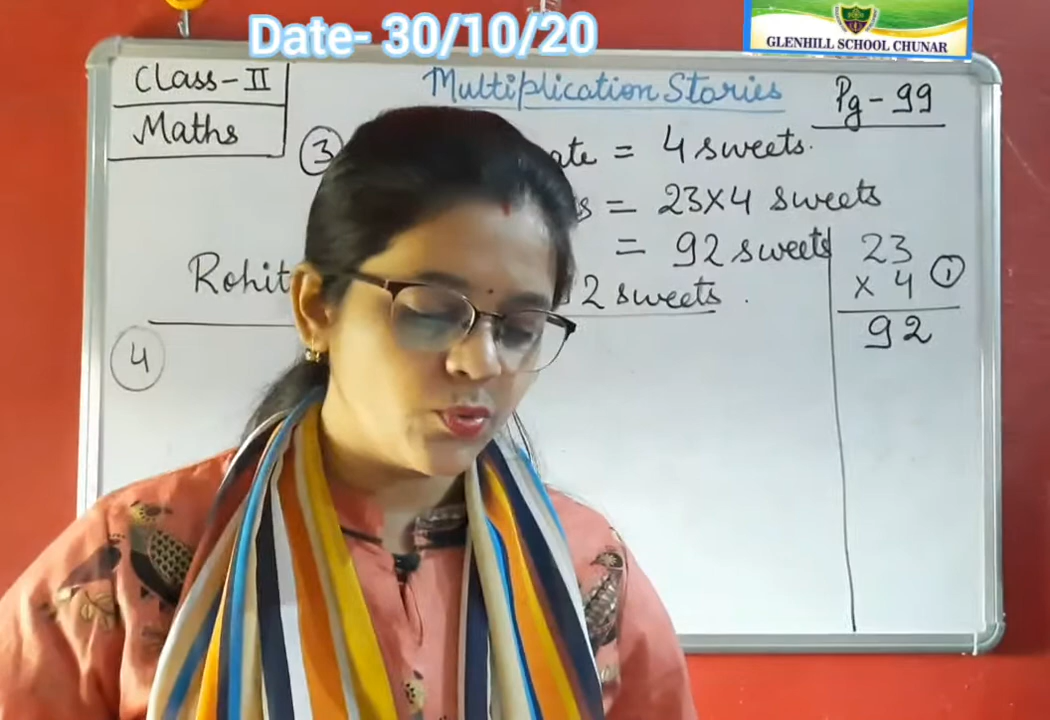 Date- 30/10/20
GLENHILL SCHOOL CHUNAR
Class-II
Maths
Multiplication Stories
Pg-99
3
= 4 sweets.
= 23×4 sweets
= 92 sweets
Rohit 2 sweets.
23
× 4 1
92
4